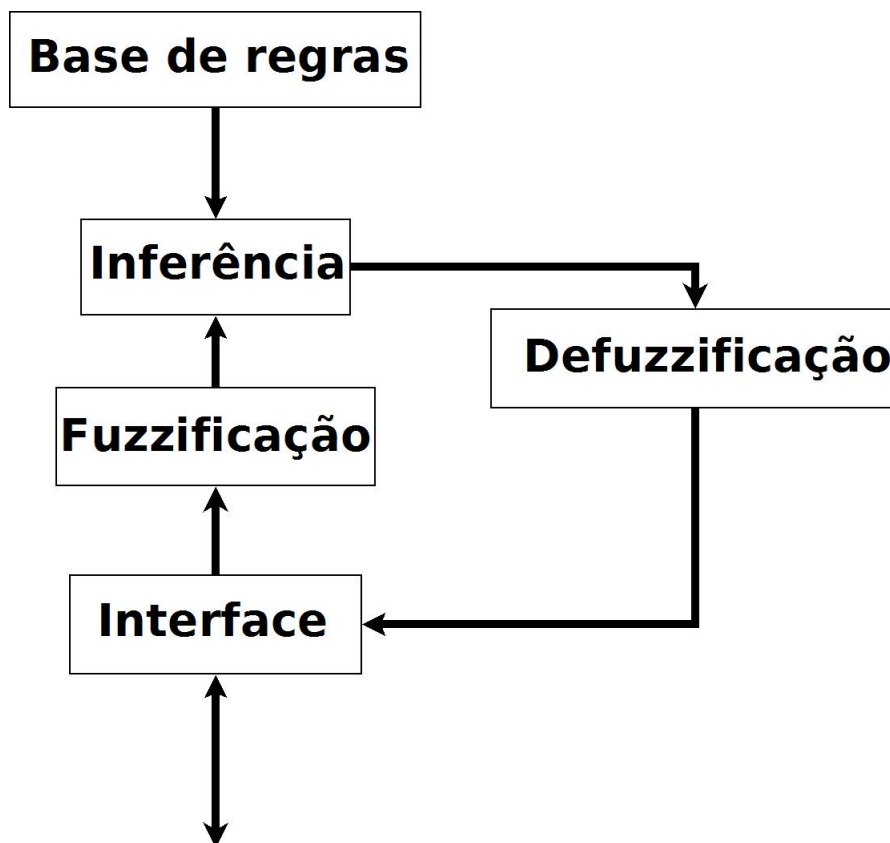 Base de regras
Inferência
Defuzzificação
Fuzzificação
Interface